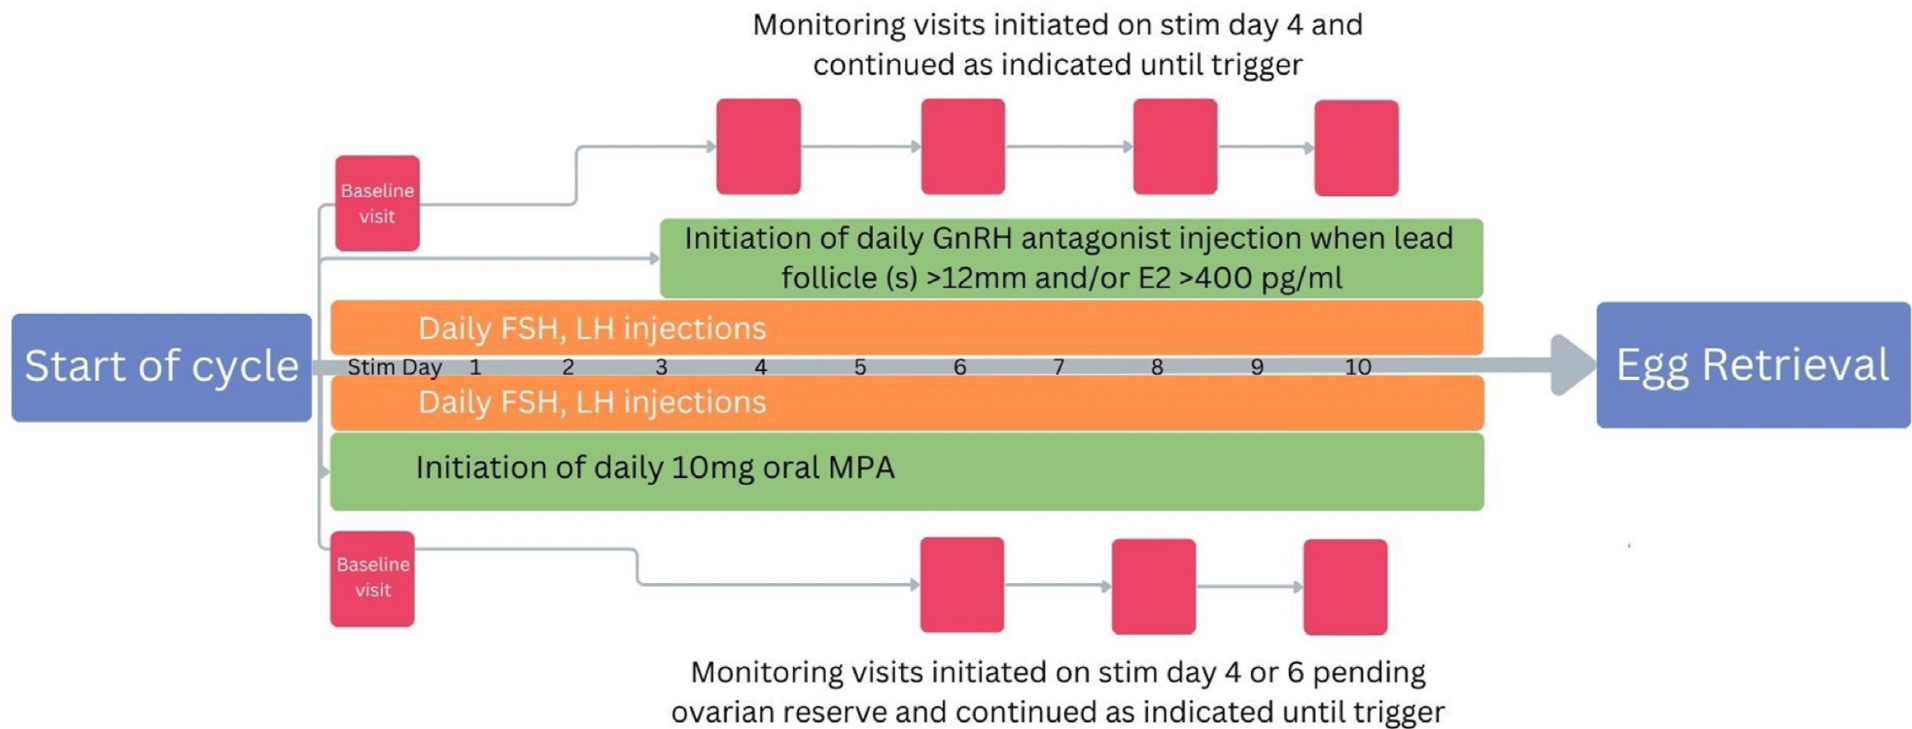 Monitoring visits initiated on stim day 4 and
continued as indicated until trigger
Baseline
visit
Initiation of daily GnRH antagonist injection when lead
follicle (s) >12mm and/or E2 >400 pg/ml
Daily FSH, LH injections
Start of cycle
Stim Day 1 2 3 4 5 6 7 8 9 10
Egg Retrieval
Daily FSH, LH injections
Initiation of daily 10mg oral MPA
Baseline
visit
Monitoring visits initiated on stim day 4 or 6 pending
ovarian reserve and continued as indicated until trigger